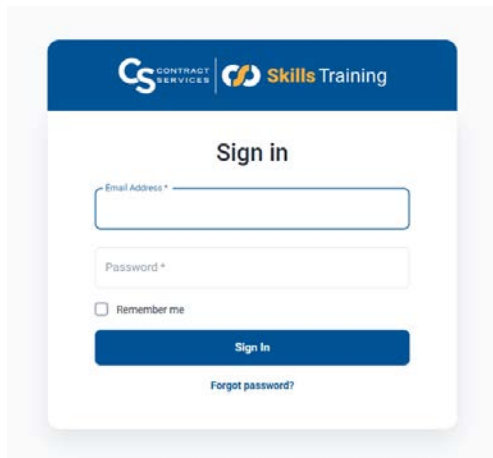 CS CONTRACT SERVICES Skills Training
Sign in
Email Address *
Password *
Remember me
Sign In
Forgot password?